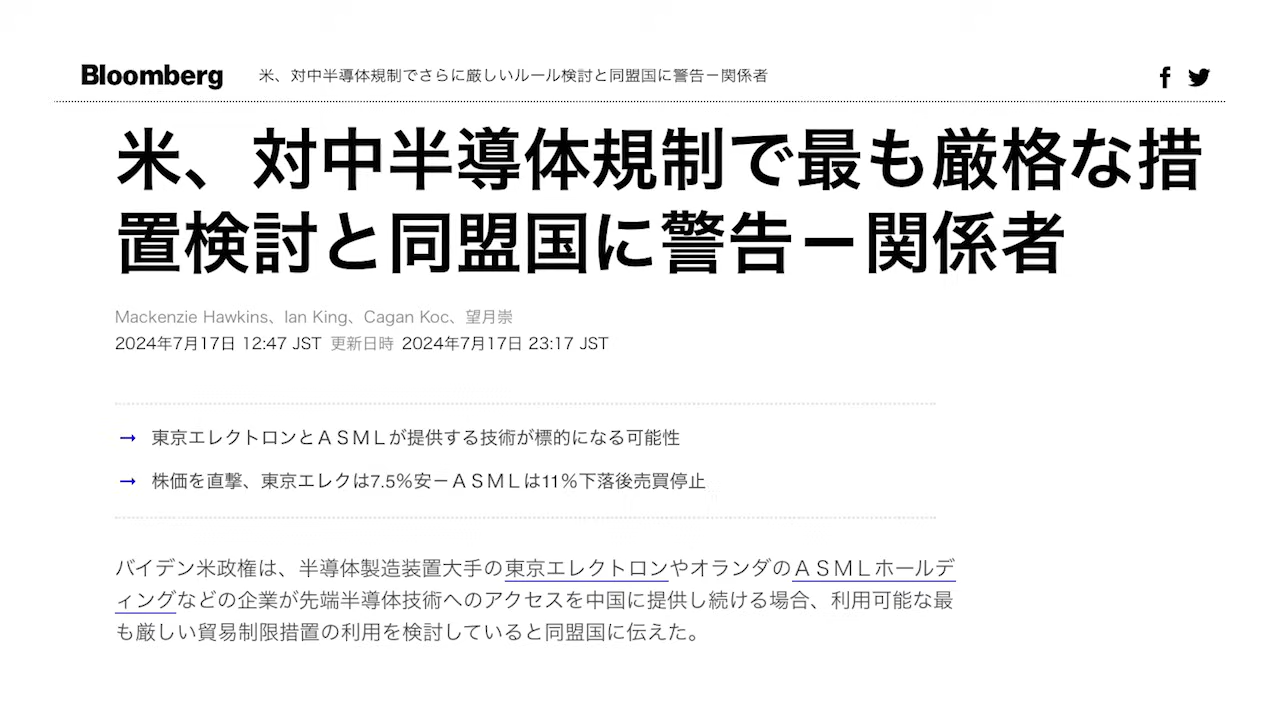 Bloomberg 米、対中半導体規制でさらに厳しいルール検討と同盟国に警告－関係者
米、対中半導体規制で最も厳格な措
置検討と同盟国に警告－関係者
Mackenzie Hawkins、Ian King、Cagan Koc、望月崇
2024年7月17日 12:47 JST 更新日時 2024年7月17日 23:17 JST
→ 東京エレクトロンとＡＳＭＬが提供する技術が標的になる可能性
→ 株価を直撃、東京エレクは7.5％安－ＡＳＭＬは11％下落後売買停止
バイデン米政権は、半導体製造装置大手の東京エレクトロンやオランダのＡＳＭＬホールデ
ィングなどの企業が先端半導体技術へのアクセスを中国に提供し続ける場合、利用可能な最
も厳しい貿易制限措置の利用を検討していると同盟国に伝えた。